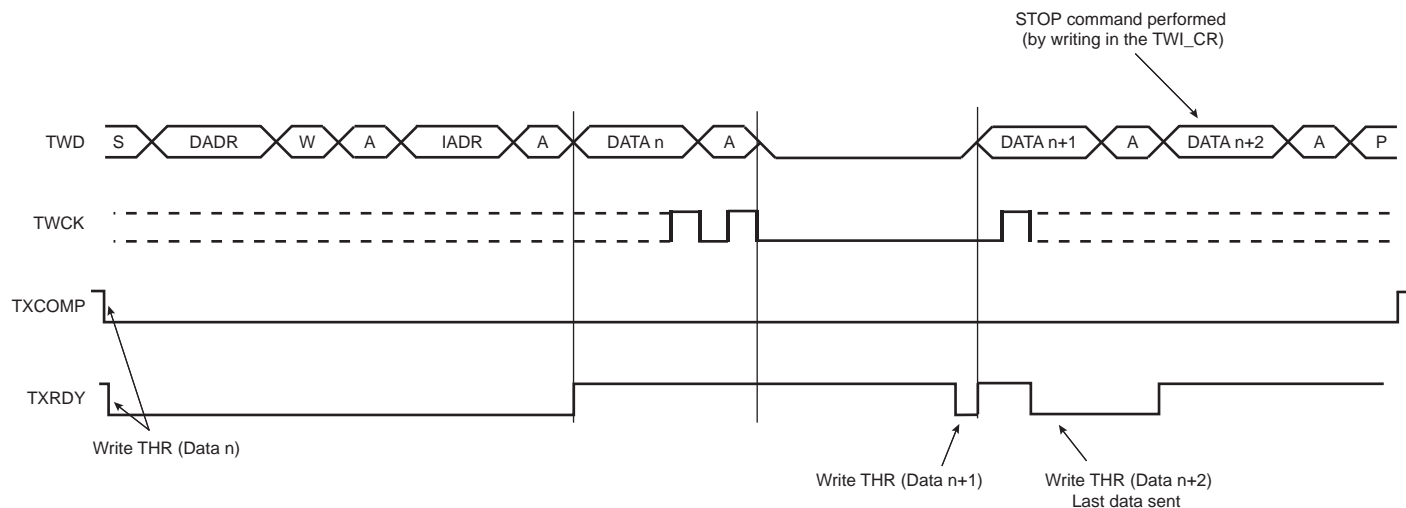 STOP command performed
(by writing in the TWI_CR)
TWD S DADR W A IADR A DATA n A DATA n+1 A DATA n+2 A P
TWCK
TXCOMP
TXRDY
Write THR (Data n)
Write THR (Data n+1)
Write THR (Data n+2)
Last data sent